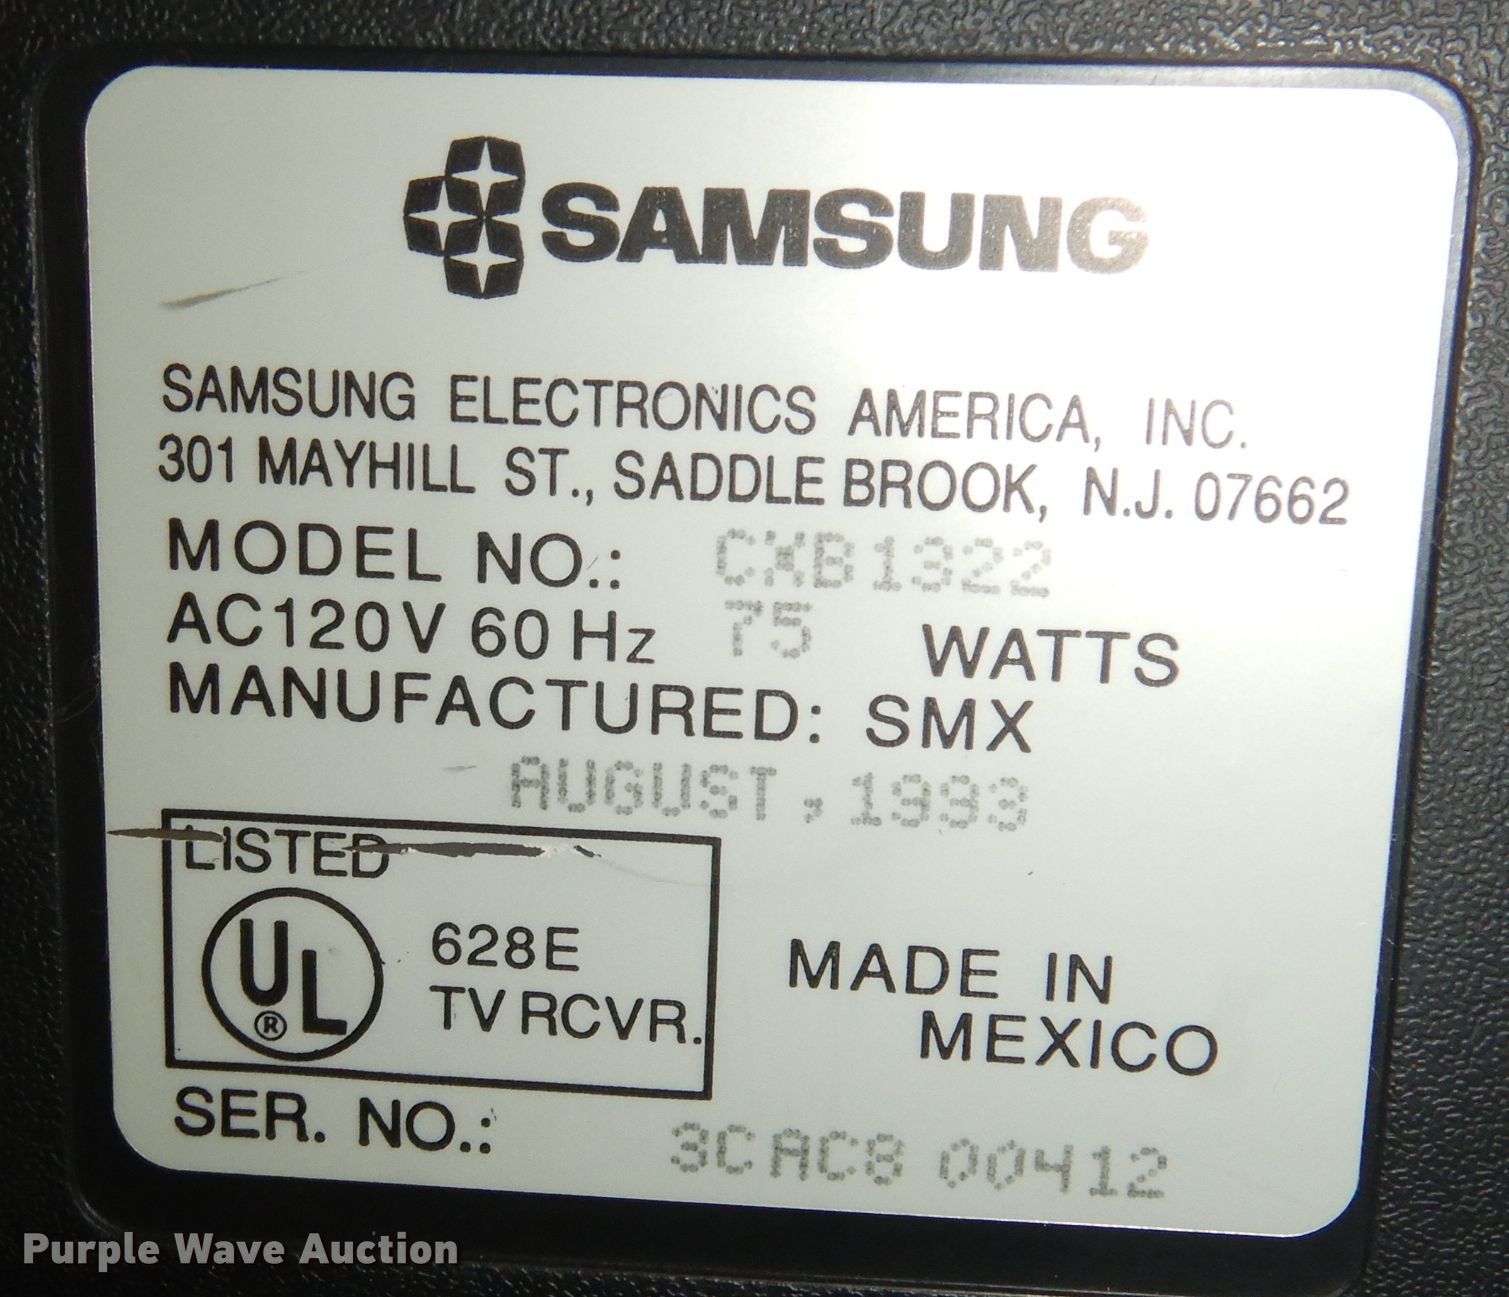 SAMSUNG
SAMSUNG ELECTRONICS AMERICA, INC.
301 MAYHILL ST., SADDLE BROOK, N.J. 07662
MODEL NO.: CXB1322
AC120V 60 Hz 75 WATTS
MANUFACTURED: SMX
AUGUST, 1993
LISTED
UL ®
628E
TV RCVR.
MADE IN
MEXICO
SER. NO.: 3CAC8 00412
Purple Wave Auction